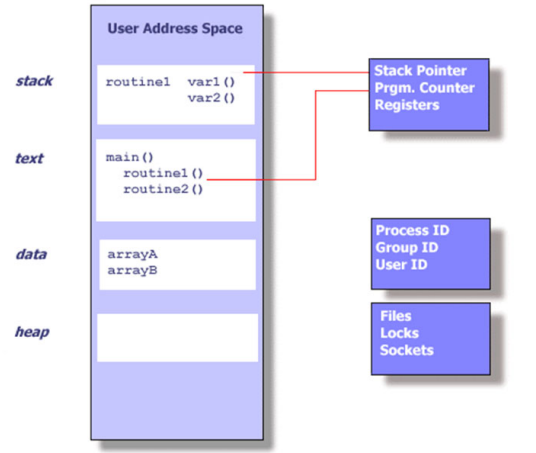 User Address Space
stack
routine1 var1()
var2()
text
main()
routine1()
routine2()
data
arrayA
arrayB
heap
Stack Pointer
Prgm. Counter
Registers
Process ID
Group ID
User ID
Files
Locks
Sockets